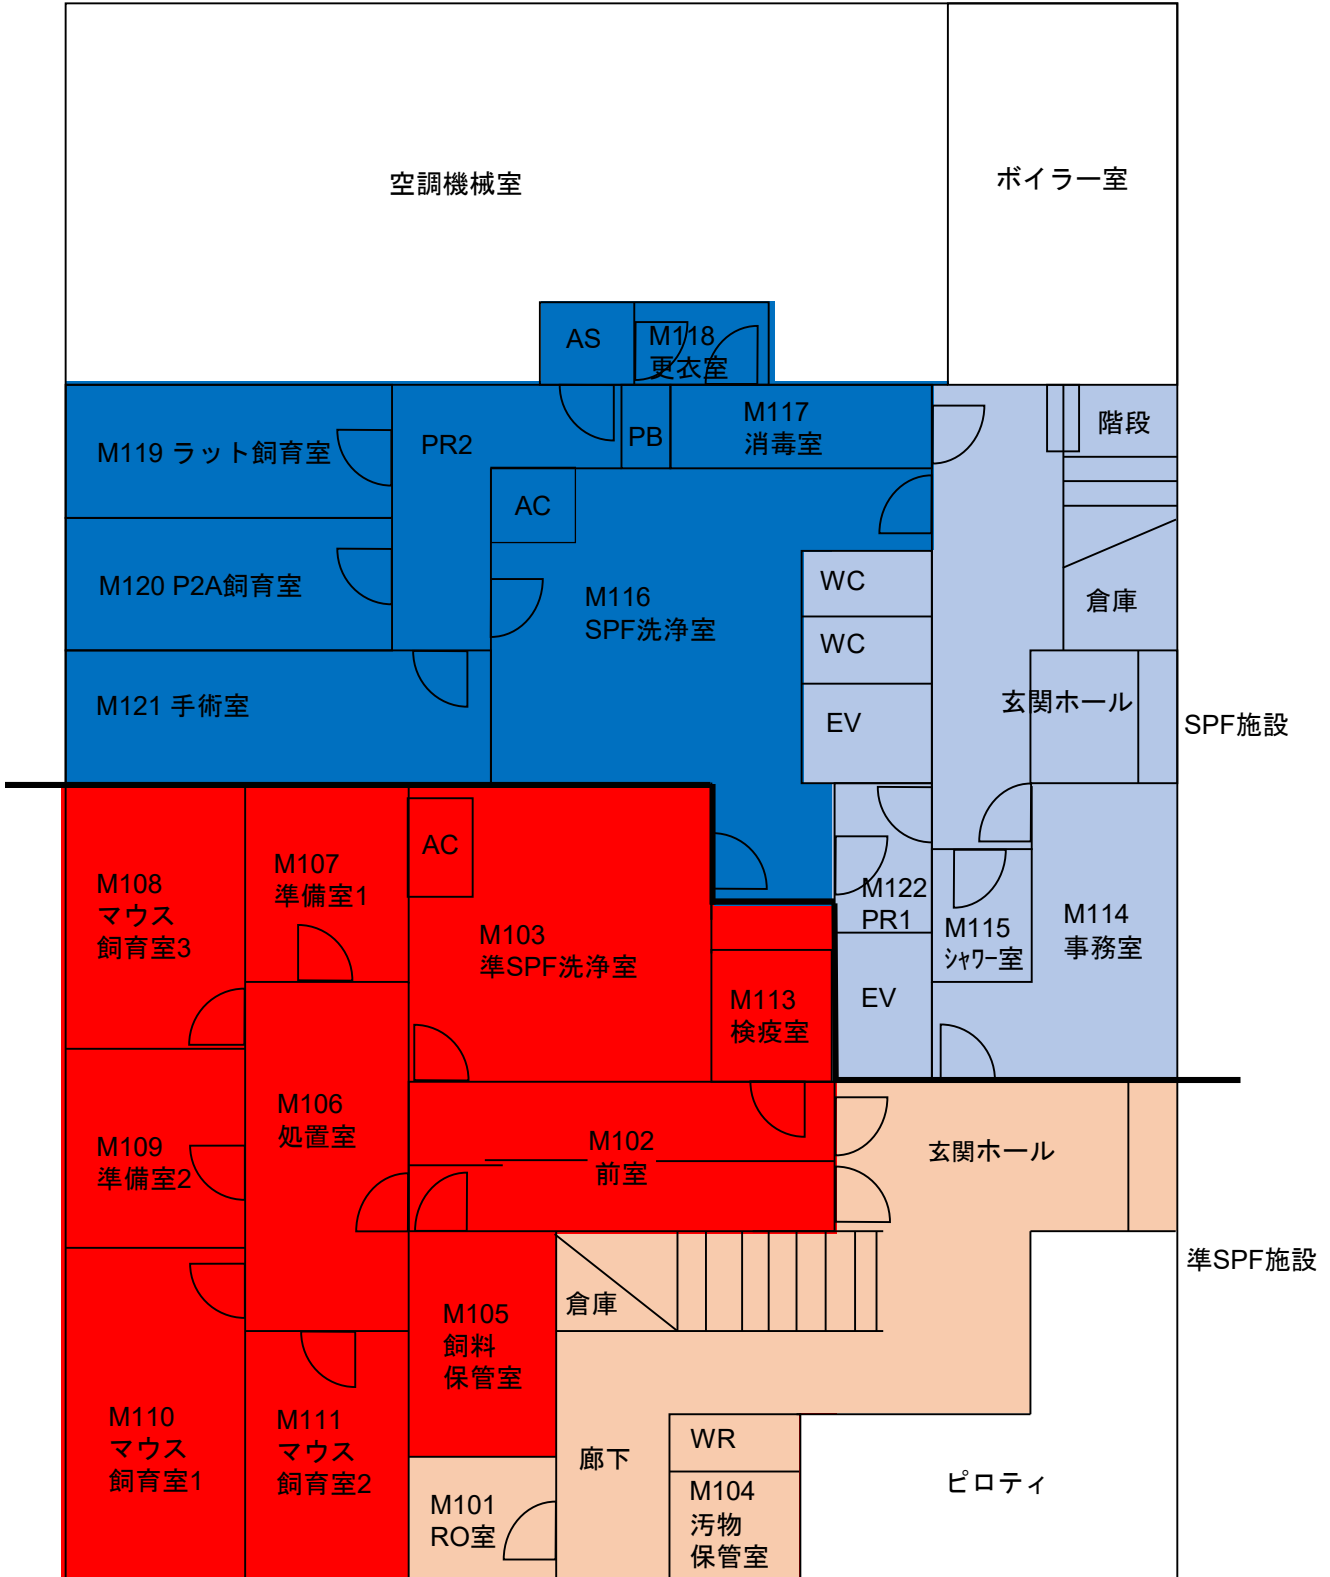 空調機械室
ボイラー室
AS
M118
更衣室
M119 ラット飼育室
PR2
PB
M117
消毒室
階段
AC
M120 P2A飼育室
M116
SPF洗浄室
WC
WC
倉庫
M121 手術室
EV
玄関ホール
SPF施設
M108
マウス
飼育室3
M107
準備室1
AC
M103
準SPF洗浄室
M122
PR1
M115
シャワー室
M114
事務室
M113
検疫室
EV
M109
準備室2
M106
処置室
M102
前室
玄関ホール
準SPF施設
M105
飼料
保管室
倉庫
M110
マウス
飼育室1
M111
マウス
飼育室2
M101
RO室
廊下
WR
M104
汚物
保管室
ピロティ